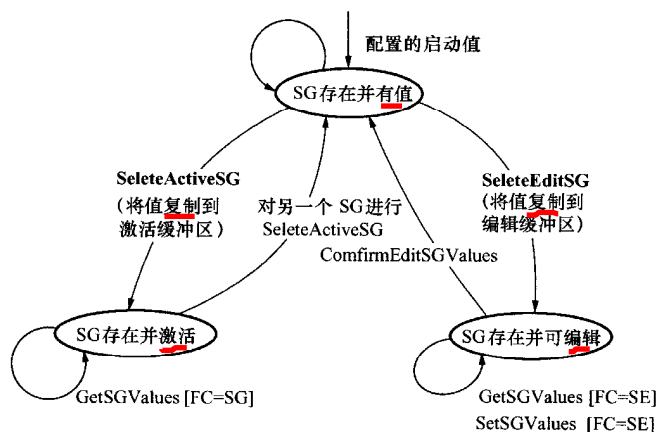 配置的启动值
SG存在并有值
SeleteActiveSG
(将值复制到
激活缓冲区)
对另一个 SG进行
SeleteActiveSG
SeleteEditSG
(将值复制到
编辑缓冲区)
ComfirmEditSGValues
SG存在并激活
SG存在并可编辑
GetSGValues [FC=SG]
GetSGValues [FC=SE]
SetSGValues [FC=SE]